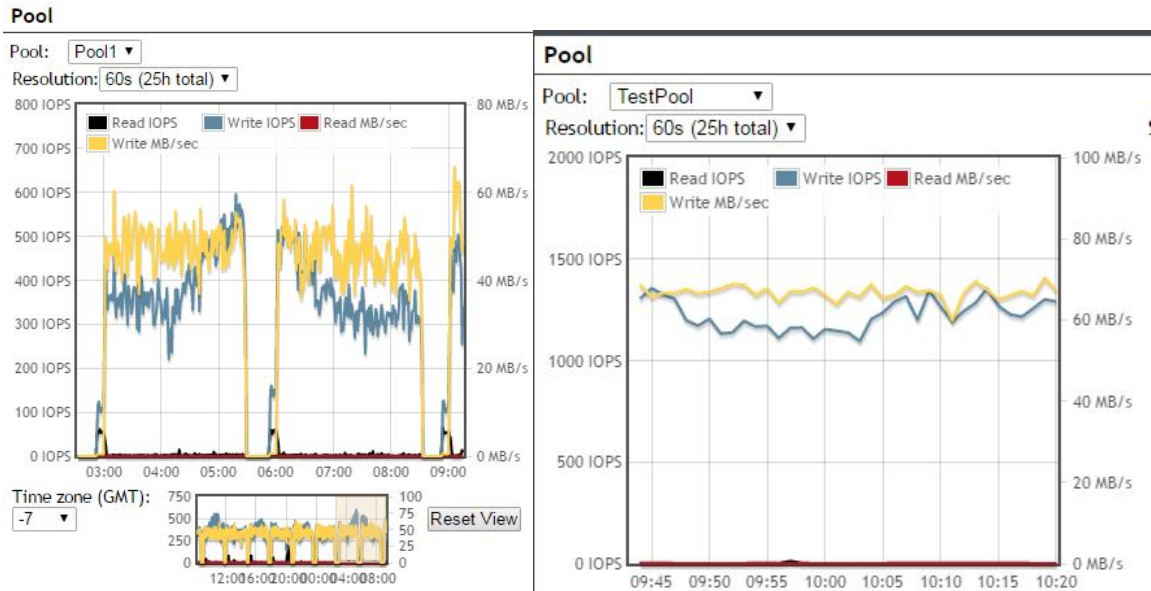 Pool
Pool: Pool1 ▼
Resolution: 60s (25h total) ▼
800 IOPS
700 IOPS
600 IOPS
500 IOPS
400 IOPS
300 IOPS
200 IOPS
100 IOPS
0 IOPS
Read IOPS Write IOPS Read MB/sec
Write MB/sec
80 MB/s
60 MB/s
40 MB/s
20 MB/s
0 MB/s
03:00 04:00 05:00 06:00 07:00 08:00 09:00
Time zone (GMT):
-7 ▼
750
500
250
0
100
75
50
25
0
12:00 16:00 20:00 00:00 04:00 08:00
Reset View
Pool
Pool: TestPool ▼
Resolution: 60s (25h total) ▼
2000 IOPS
1500 IOPS
1000 IOPS
500 IOPS
0 IOPS
Read IOPS Write IOPS Read MB/sec
Write MB/sec
100 MB/s
80 MB/s
60 MB/s
40 MB/s
20 MB/s
0 MB/s
09:45 09:50 09:55 10:00 10:05 10:10 10:15 10:20